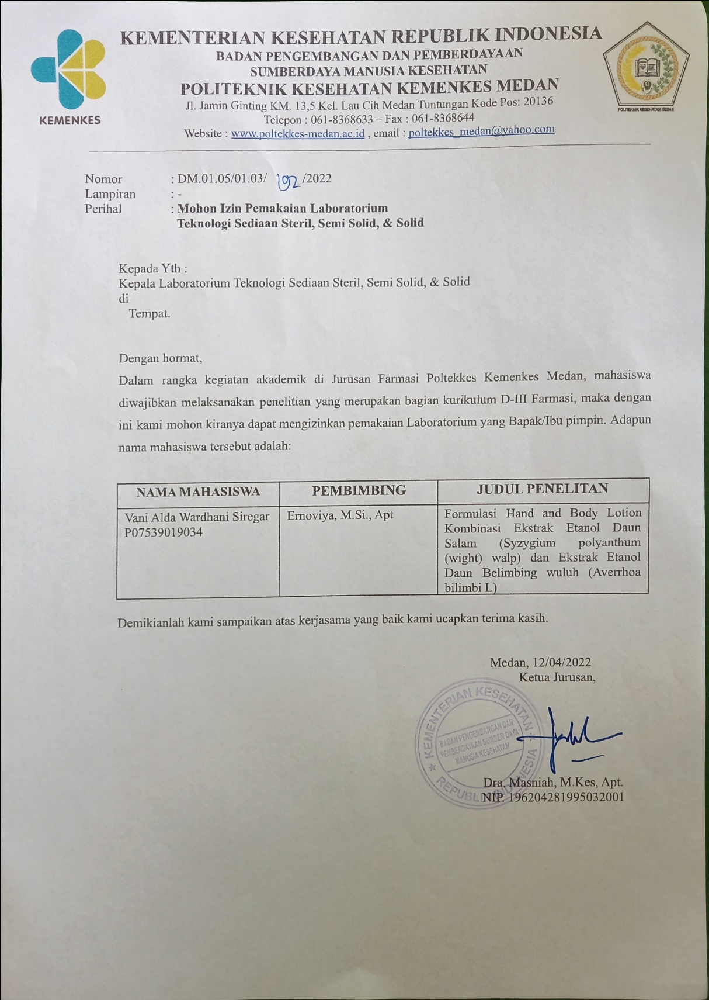 KEMENTERIAN KESEHATAN REPUBLIK INDONESIA
BADAN PENGEMBANGAN DAN PEMBERDAYAAN
SUMBERDAYA MANUSIA KESEHATAN
POLITEKNIK KESEHATAN KEMENKES MEDAN
Jl. Jamin Ginting KM. 13,5 Kel. Lau Cih Medan Tuntungan Kode Pos: 20136
Telepon : 061-8368633 – Fax : 061-8368644
Website : www.poltekkes-medan.ac.id , email : poltekkes_medan@yahoo.com
KEMENKES
POLITEKNIK KESEHATAN MEDAN
Nomor : DM.01.05/01.03/ 192 /2022
Lampiran : -
Perihal : Mohon Izin Pemakaian Laboratorium
Teknologi Sediaan Steril, Semi Solid, & Solid
Kepada Yth :
Kepala Laboratorium Teknologi Sediaan Steril, Semi Solid, & Solid
di
Tempat.
Dengan hormat,
Dalam rangka kegiatan akademik di Jurusan Farmasi Poltekkes Kemenkes Medan, mahasiswa
diwajibkan melaksanakan penelitian yang merupakan bagian kurikulum D-III Farmasi, maka dengan
ini kami mohon kiranya dapat mengizinkan pemakaian Laboratorium yang Bapak/Ibu pimpin. Adapun
nama mahasiswa tersebut adalah:
NAMA MAHASISWA PEMBIMBING JUDUL PENELITAN
Vani Alda Wardhani Siregar
P07539019034
Ernoviya, M.Si., Apt
Formulasi Hand and Body Lotion
Kombinasi Ekstrak Etanol Daun
Salam (Syzygium polyanthum
(wight) walp) dan Ekstrak Etanol
Daun Belimbing wuluh (Averrhoa
bilimbi L)
Demikianlah kami sampaikan atas kerjasama yang baik kami ucapkan terima kasih.
Medan, 12/04/2022
Ketua Jurusan,
KEMENTERIAN KESEHATAN
BADAN PENGEMBANGAN DAN
PEMBERDAYAAN SUMBER DAYA
MANUSIA KESEHATAN
REPUBLIK INDONESIA
Dra. Masniah, M.Kes, Apt.
NIP. 196204281995032001